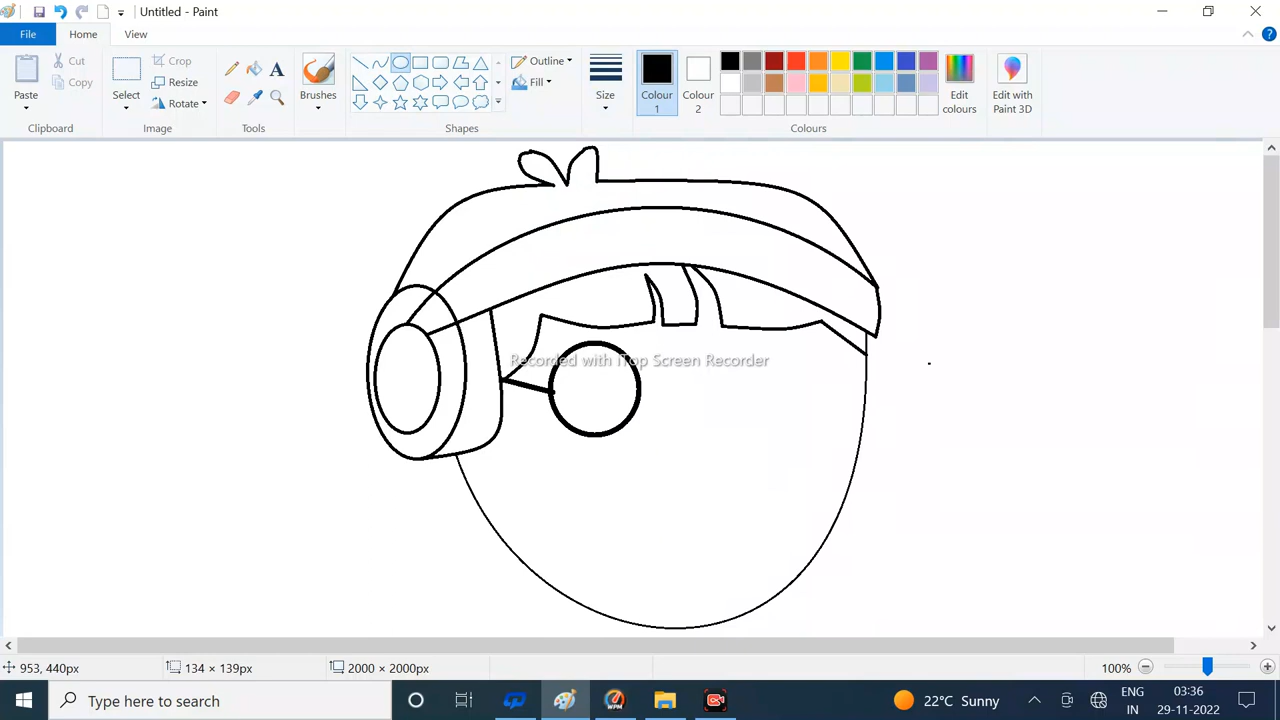 Untitled - Paint
File
Home
View
Paste
Cut
Copy
Clipboard
Select
Crop
Resize
Rotate
Image
Tools
Brushes
Shapes
Outline
Fill
Size
Colour 1
Colour 2
Edit colours
Edit with Paint 3D
Colours
Recorded with iTop Screen Recorder
953, 440px
134 × 139px
2000 × 2000px
100%
Type here to search
WPM
22°C Sunny
ENG
IN
03:36
29-11-2022